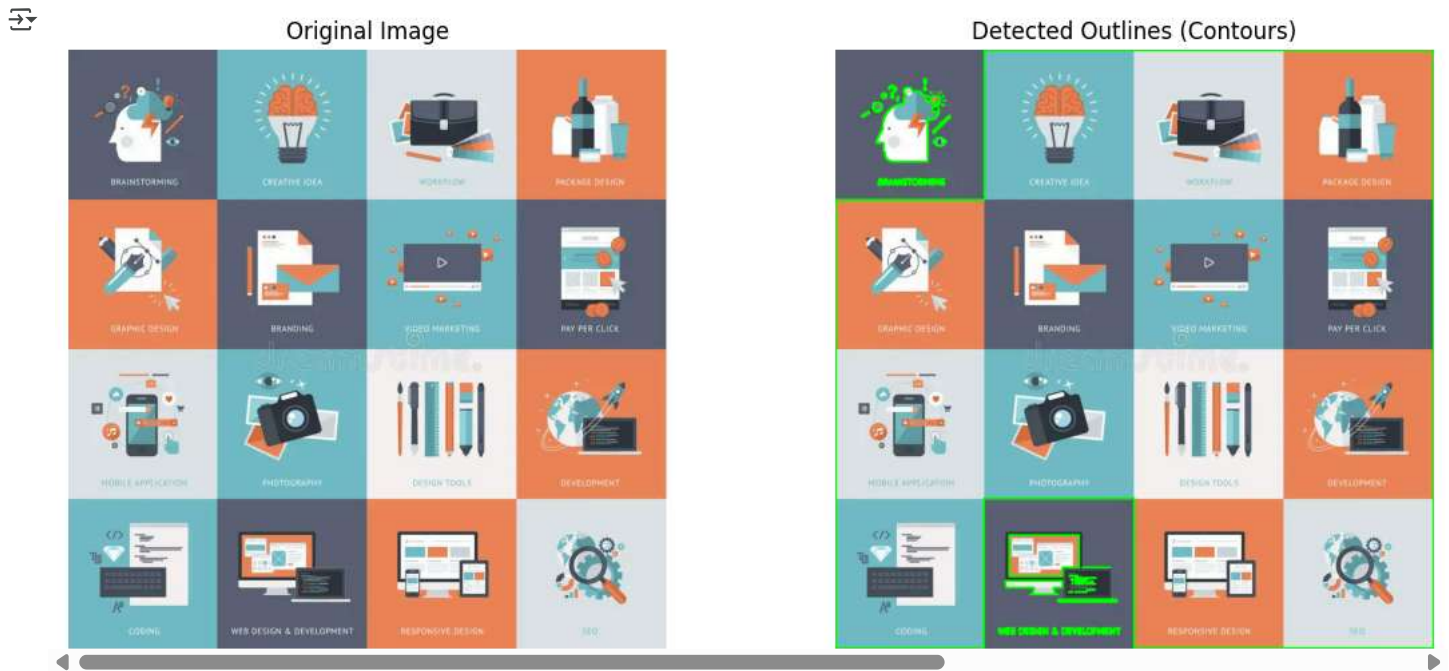 Original Image
Detected Outlines (Contours)
BRAINSTORMING
CREATIVE IDEA
WORKFLOW
PACKAGE DESIGN
GRAPHIC DESIGN
BRANDING
VIDEO MARKETING
PAY PER CLICK
dreamstime.
MOBILE APPLICATION
PHOTOGRAPHY
DESIGN TOOLS
DEVELOPMENT
</>
CODING
WEB DESIGN & DEVELOPMENT
RESPONSIVE DESIGN
SEO
BRAINSTORMING
CREATIVE IDEA
WORKFLOW
PACKAGE DESIGN
GRAPHIC DESIGN
BRANDING
VIDEO MARKETING
PAY PER CLICK
dreamstime.
MOBILE APPLICATION
PHOTOGRAPHY
DESIGN TOOLS
DEVELOPMENT
</>
CODING
WEB DESIGN & DEVELOPMENT
RESPONSIVE DESIGN
SEO